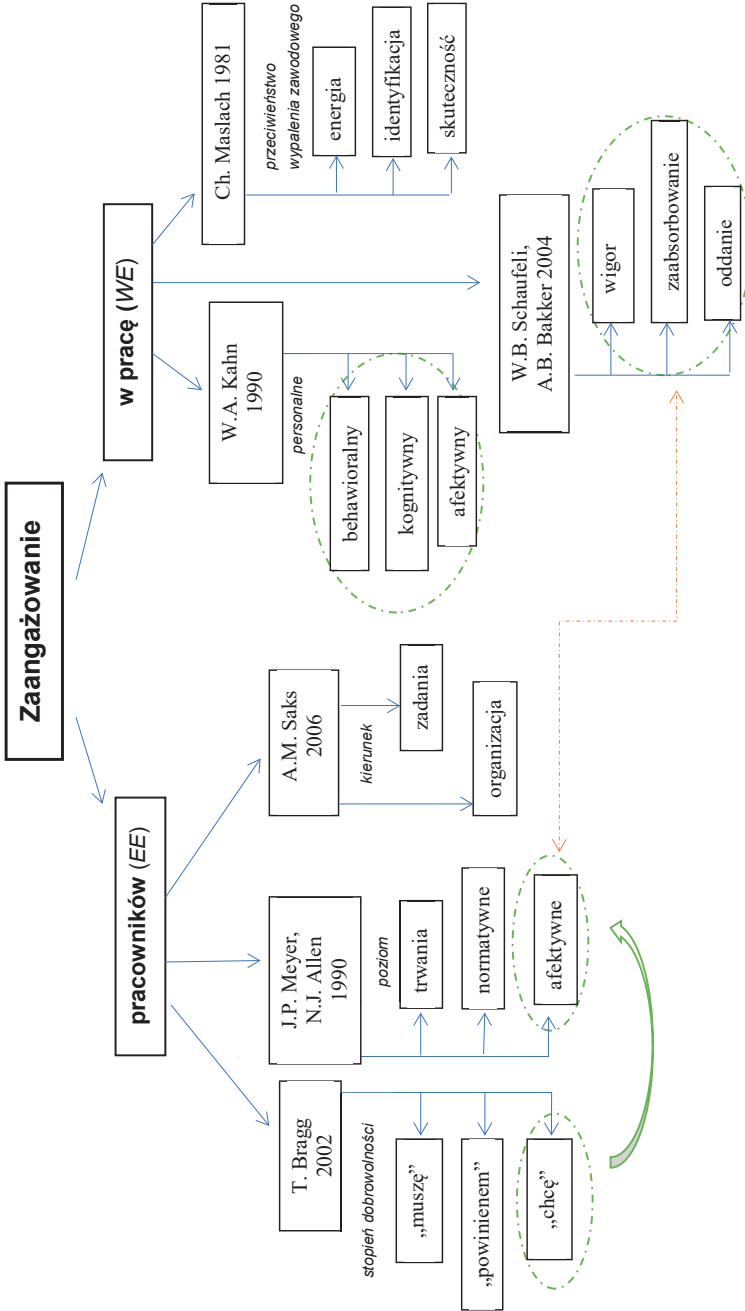 Zaangażowanie
pracowników (EE)
w pracę (WE)
T. Bragg
2002
stopień dobrowolności
„muszę”
„powinienem”
„chcę”
J.P. Meyer,
N.J. Allen
1990
poziom
trwania
normatywne
afektywne
A.M. Saks
2006
kierunek
zadania
organizacja
W.A. Kahn
1990
personalne
behawioralny
kognitywny
afektywny
W.B. Schaufeli,
A.B. Bakker 2004
wigor
zaabsorbowanie
oddanie
Ch. Maslach 1981
przeciwieństwo
wypalenia zawodowego
energia
identyfikacja
skuteczność